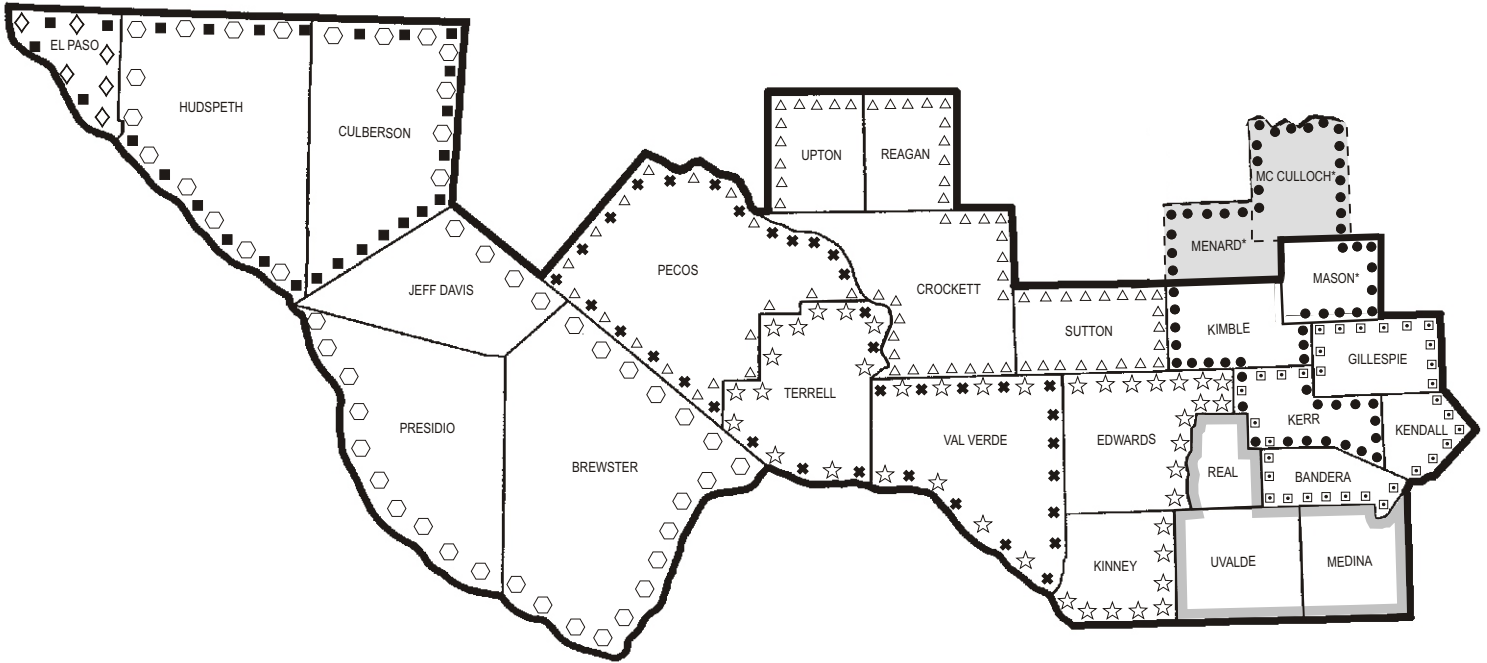 EL PASO
HUDSPETH
CULBERSON
UPTON
REAGAN
MC CULLOCH*
MENARD*
PECOS
MASON*
JEFF DAVIS
CROCKETT
SUTTON
KIMBLE
GILLESPIE
TERRELL
PRESIDIO
VAL VERDE
EDWARDS
KERR
KENDALL
BREWSTER
REAL
BANDERA
KINNEY
UVALDE
MEDINA